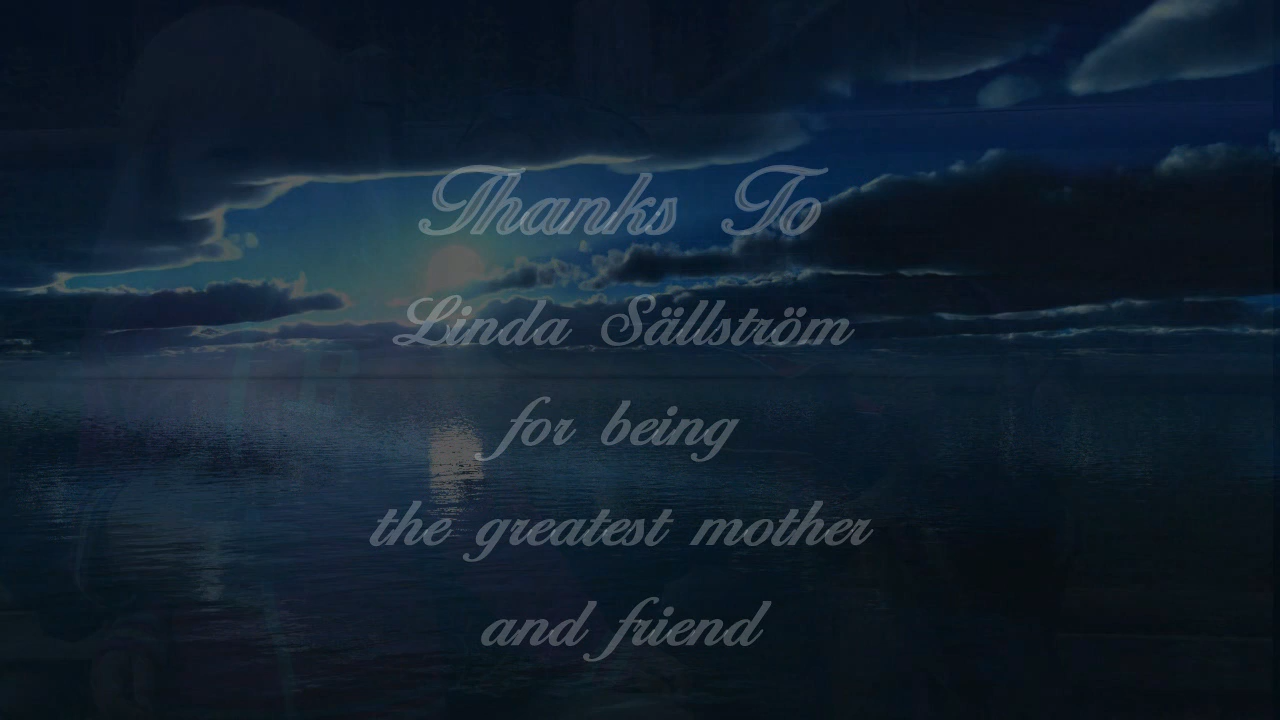 Thanks To
Linda Sällström
for being
the greatest mother
and friend